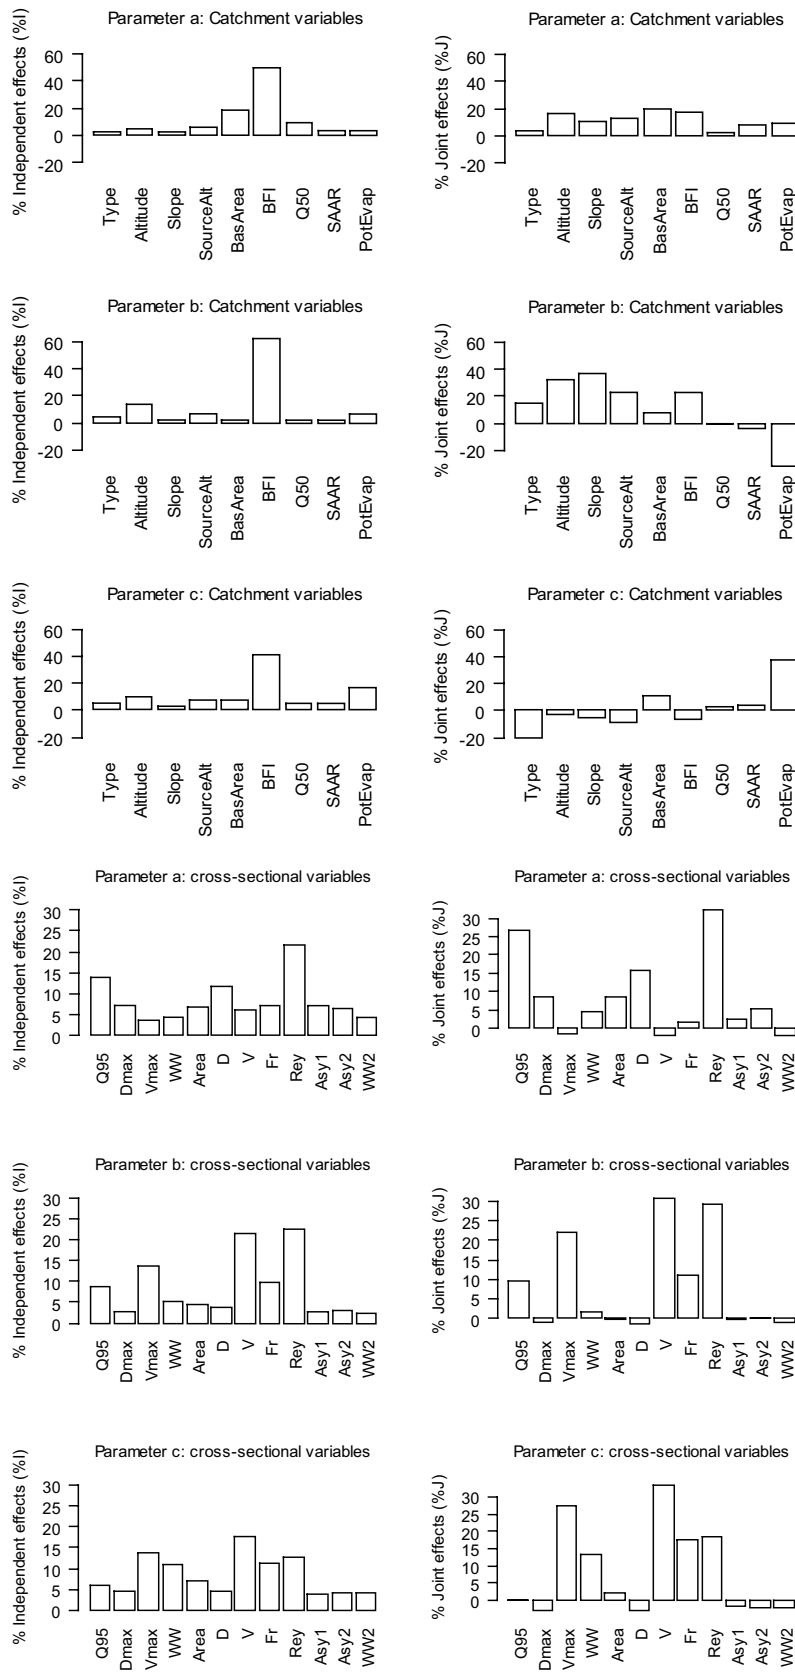 Parameter a: Catchment variables
% Independent effects (%I)
60
40
20
0
-20
Type
Altitude
Slope
SourceAlt
BasArea
BFI
Q50
SAAR
PotEvap
Parameter a: Catchment variables
% Joint effects (%J)
60
40
20
0
-20
Type
Altitude
Slope
SourceAlt
BasArea
BFI
Q50
SAAR
PotEvap
Parameter b: Catchment variables
% Independent effects (%I)
60
40
20
0
-20
Type
Altitude
Slope
SourceAlt
BasArea
BFI
Q50
SAAR
PotEvap
Parameter b: Catchment variables
% Joint effects (%J)
60
40
20
0
-20
Type
Altitude
Slope
SourceAlt
BasArea
BFI
Q50
SAAR
PotEvap
Parameter c: Catchment variables
% Independent effects (%I)
60
40
20
0
-20
Type
Altitude
Slope
SourceAlt
BasArea
BFI
Q50
SAAR
PotEvap
Parameter c: Catchment variables
% Joint effects (%J)
60
40
20
0
-20
Type
Altitude
Slope
SourceAlt
BasArea
BFI
Q50
SAAR
PotEvap
Parameter a: cross-sectional variables
% Independent effects (%I)
30
25
20
15
10
5
0
Q95
Dmax
Vmax
WW
Area
D
V
Fr
Rey
Asy1
Asy2
WW2
Parameter a: cross-sectional variables
% Joint effects (%J)
30
25
20
15
10
5
0
Q95
Dmax
Vmax
WW
Area
D
V
Fr
Rey
Asy1
Asy2
WW2
Parameter b: cross-sectional variables
% Independent effects (%I)
30
25
20
15
10
5
0
Q95
Dmax
Vmax
WW
Area
D
V
Fr
Rey
Asy1
Asy2
WW2
Parameter b: cross-sectional variables
% Joint effects (%J)
30
25
20
15
10
5
0
Q95
Dmax
Vmax
WW
Area
D
V
Fr
Rey
Asy1
Asy2
WW2
Parameter c: cross-sectional variables
% Independent effects (%I)
30
25
20
15
10
5
0
Q95
Dmax
Vmax
WW
Area
D
V
Fr
Rey
Asy1
Asy2
WW2
Parameter c: cross-sectional variables
% Joint effects (%J)
30
25
20
15
10
5
0
Q95
Dmax
Vmax
WW
Area
D
V
Fr
Rey
Asy1
Asy2
WW2